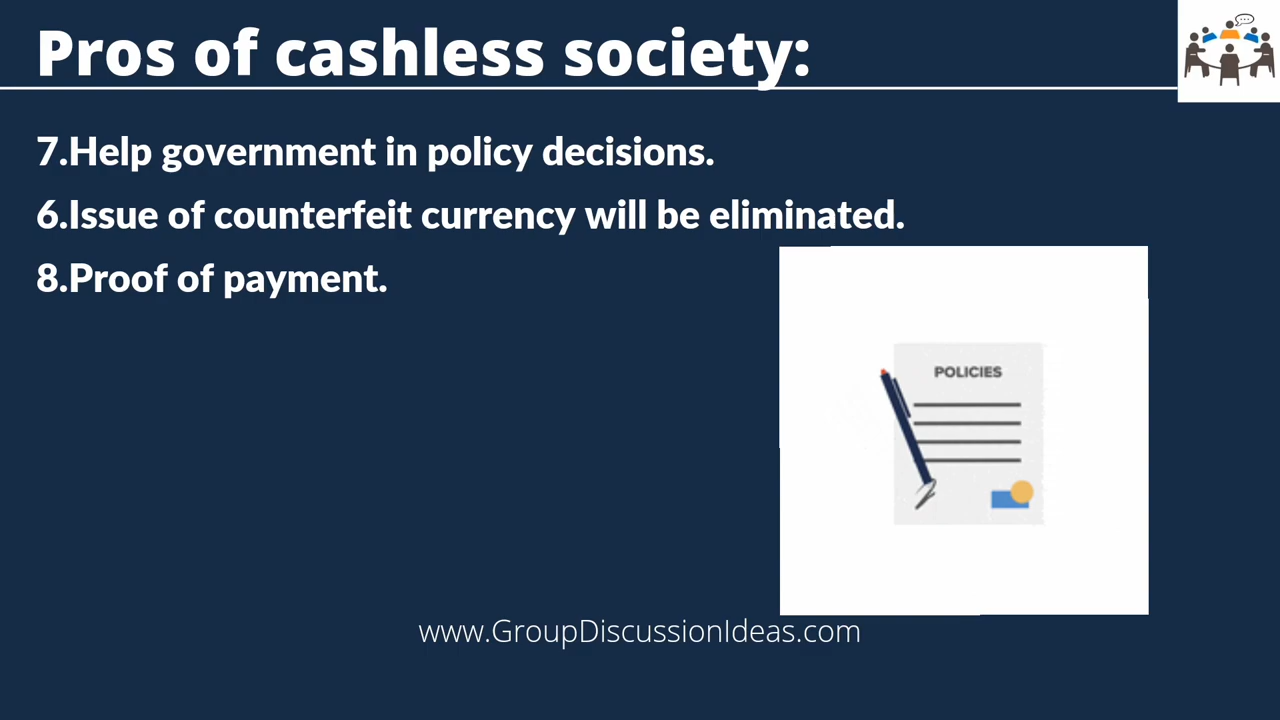 Pros of cashless society:
7.Help government in policy decisions.
6.Issue of counterfeit currency will be eliminated.
8.Proof of payment.
POLICIES
www.GroupDiscussionIdeas.com